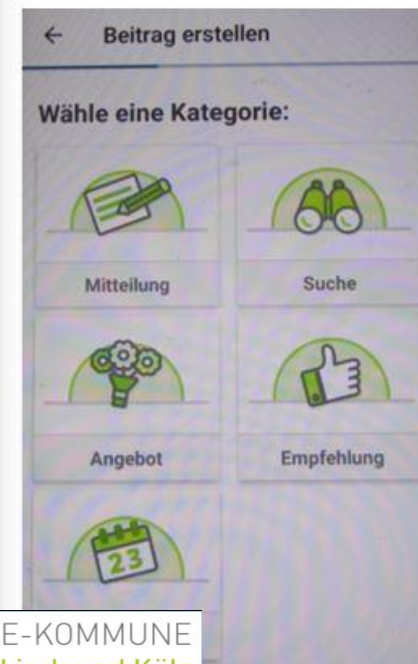 Beitrag erstellen
Wähle eine Kategorie:
Mitteilung
Suche
Angebot
Empfehlung
23
E-KOMMUNE